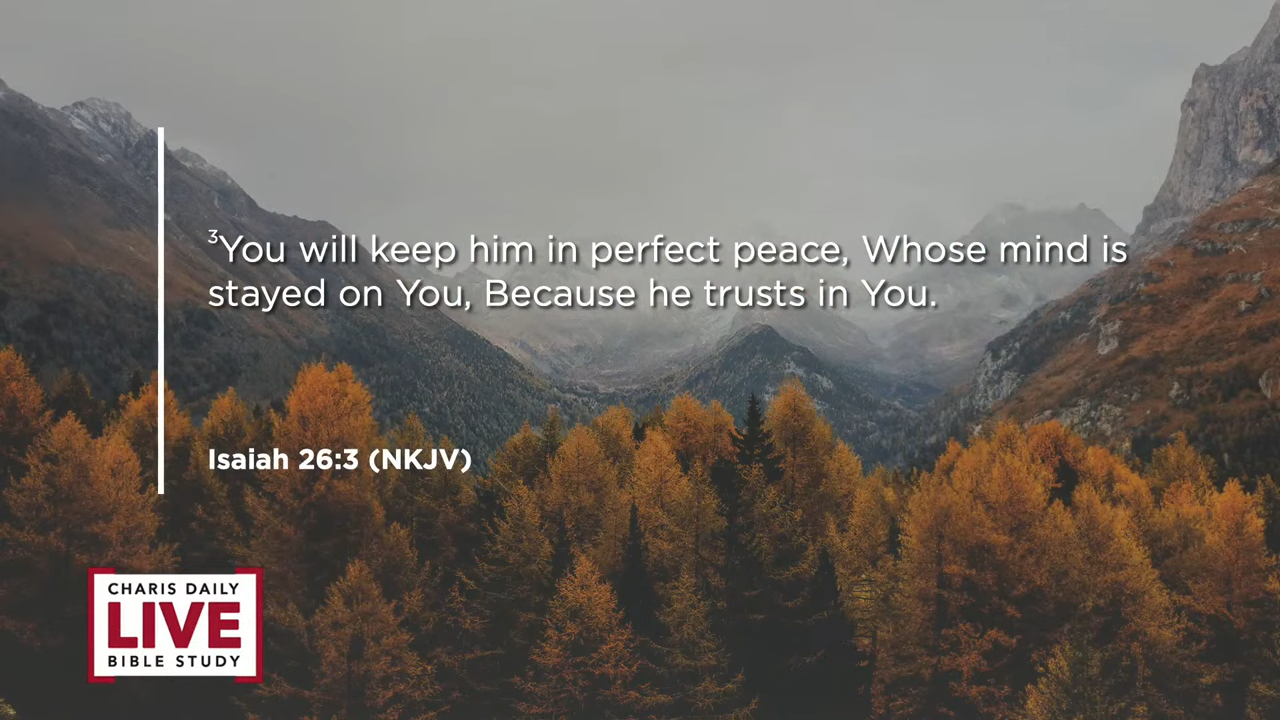 ³You will keep him in perfect peace, Whose mind is
stayed on You, Because he trusts in You.
Isaiah 26:3 (NKJV)
CHARIS DAILY
LIVE
BIBLE STUDY